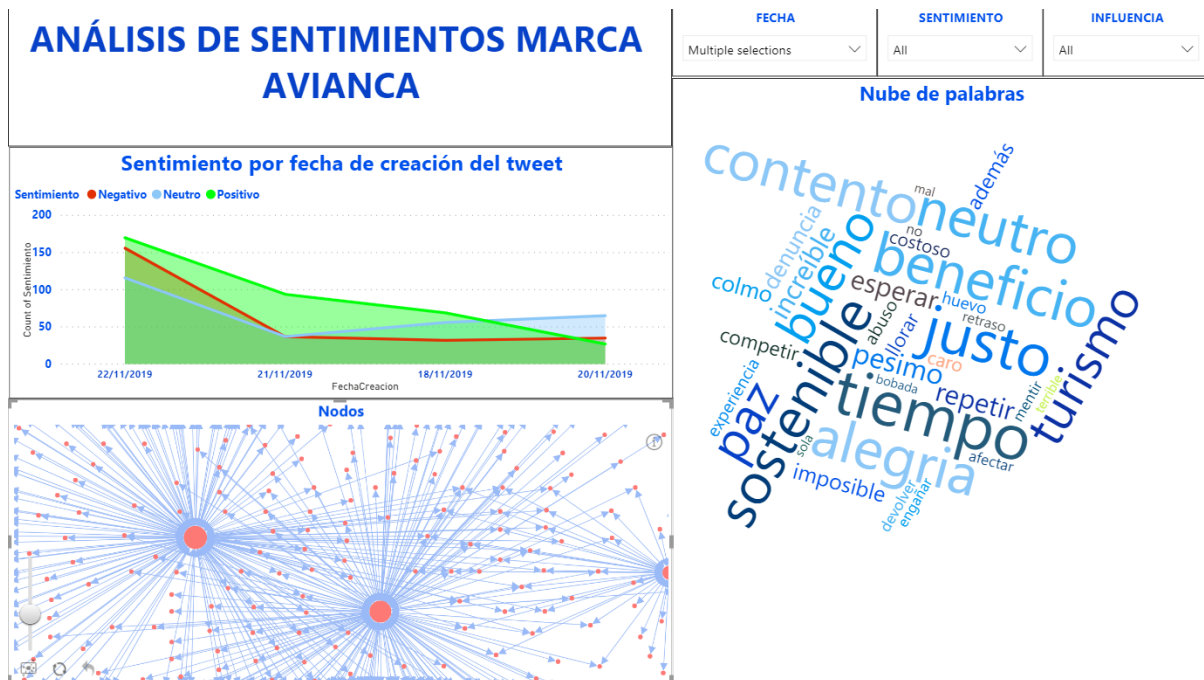 ANÁLISIS DE SENTIMIENTOS MARCA
AVIANCA
FECHA
Multiple selections
SENTIMIENTO
All
INFLUENCIA
All
Sentimiento por fecha de creación del tweet
Sentimiento Negativo Neutro Positivo
200
150
100
50
0
Count of Sentimiento
22/11/2019 21/11/2019 18/11/2019 20/11/2019
FechaCreacion
Nodos
Nube de palabras
contento
mal
además
neutro
no
costoso
denuncia
increíble
bueno
beneficio
colmo
esperar
huevo
retraso
abuso
llorar
justo
turismo
competir
pesimo
caro
sostenible
bobada
experiencia
paz
tiempo
repetir
mentir
terrible
sola
alegria
afectar
imposible
devolver
engañar